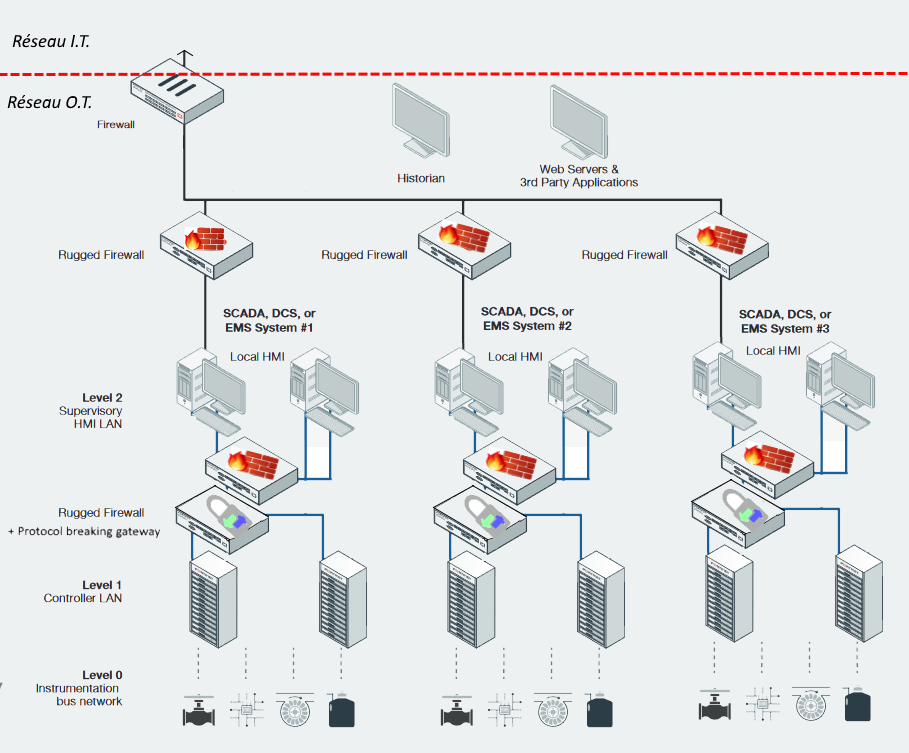 Réseau I.T.
Réseau O.T.
Firewall
Historian
Web Servers &
3rd Party Applications
Rugged Firewall
Rugged Firewall
Rugged Firewall
SCADA, DCS, or
EMS System #1
SCADA, DCS, or
EMS System #2
SCADA, DCS, or
EMS System #3
Local HMI
Local HMI
Local HMI
Level 2
Supervisory
HMI LAN
Rugged Firewall
+ Protocol breaking gateway
Level 1
Controller LAN
Level 0
Instrumentation
bus network